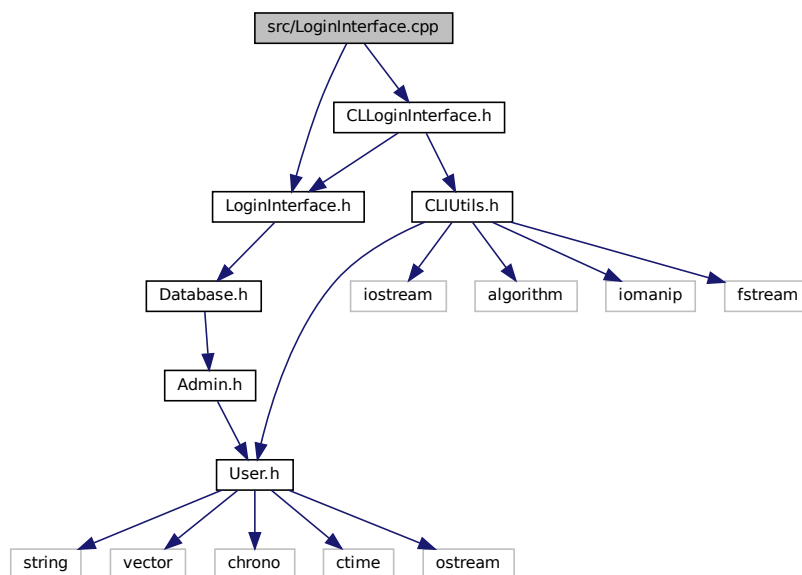 src/LoginInterface.cpp
CLLoginInterface.h
LoginInterface.h
CLIUtils.h
Database.h
iostream
algorithm
iomanip
fstream
Admin.h
User.h
string
vector
chrono
ctime
ostream